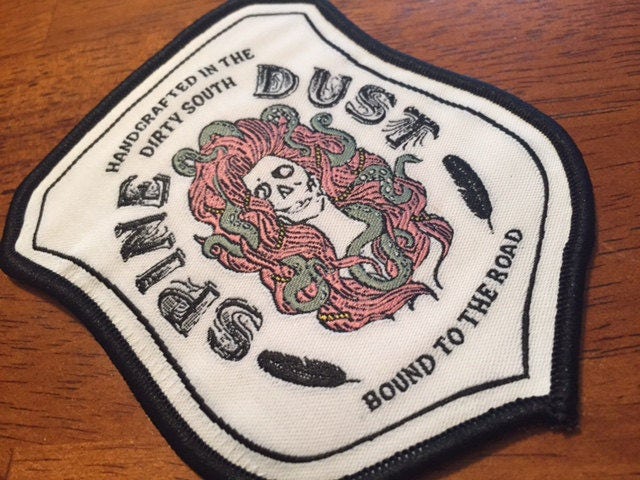 HANDCRAFTED IN THE
DIRTY SOUTH
SPINE DUST
BOUND TO THE ROAD